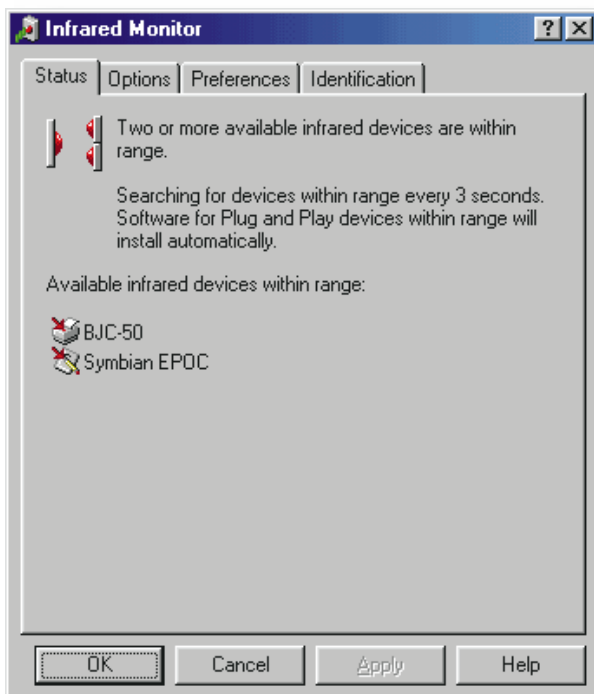 Infrared Monitor
Status Options Preferences Identification
Two or more available infrared devices are within
range.
Searching for devices within range every 3 seconds.
Software for Plug and Play devices within range will
install automatically.
Available infrared devices within range:
BJC-50
Symbian EPOC
OK Cancel Apply Help